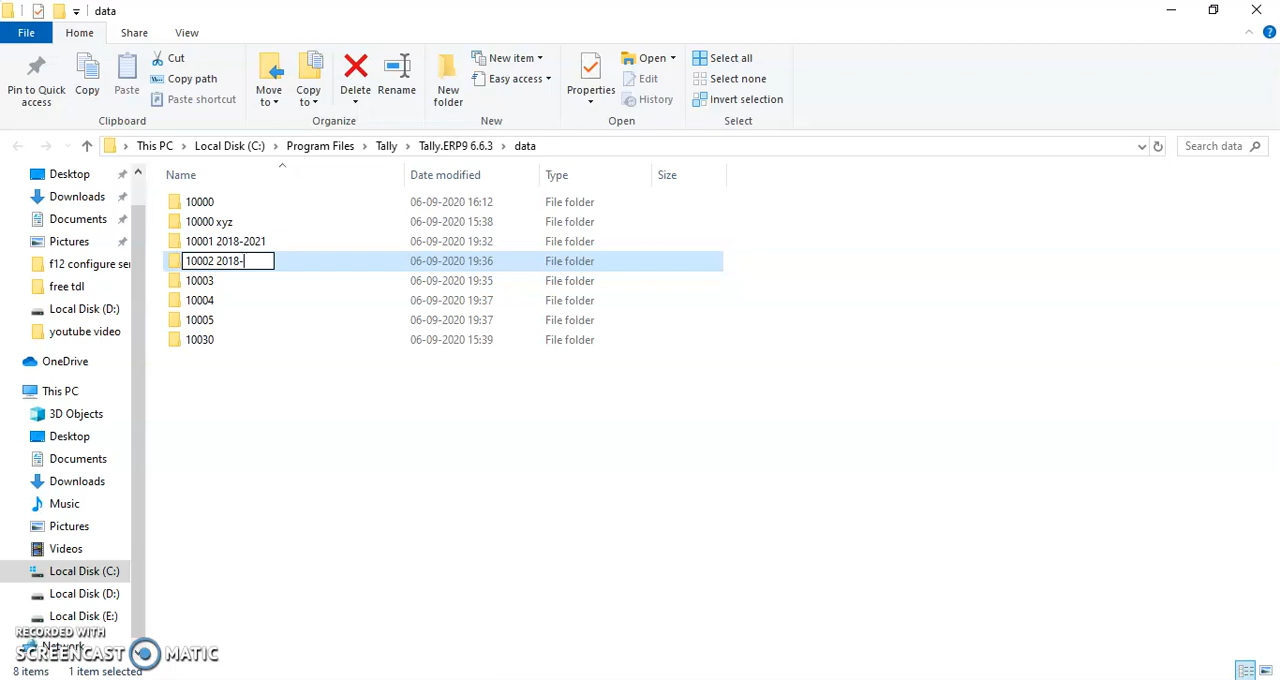 data
File Home Share View
Pin to Quick access
Copy
Paste
Cut
Copy path
Paste shortcut
Clipboard
Move to
Copy to
Delete
Rename
Organize
New folder
New item
Easy access
New
Properties
Open
Edit
History
Open
Select all
Select none
Invert selection
Select
This PC > Local Disk (C:) > Program Files > Tally > Tally.ERP9 6.6.3 > data
Search data
Name Date modified Type Size
10000 06-09-2020 16:12 File folder
10000 xyz 06-09-2020 15:38 File folder
10001 2018-2021 06-09-2020 19:32 File folder
10002 2018- 06-09-2020 19:36 File folder
10003 06-09-2020 19:35 File folder
10004 06-09-2020 19:37 File folder
10005 06-09-2020 19:37 File folder
10030 06-09-2020 15:39 File folder
Desktop
Downloads
Documents
Pictures
f12 configure se
free tdl
Local Disk (D:)
youtube video
OneDrive
This PC
3D Objects
Desktop
Documents
Downloads
Music
Pictures
Videos
Local Disk (C:)
Local Disk (D:)
Local Disk (E:)
Network
RECORDED WITH
SCREENCAST MATIC
8 items 1 item selected